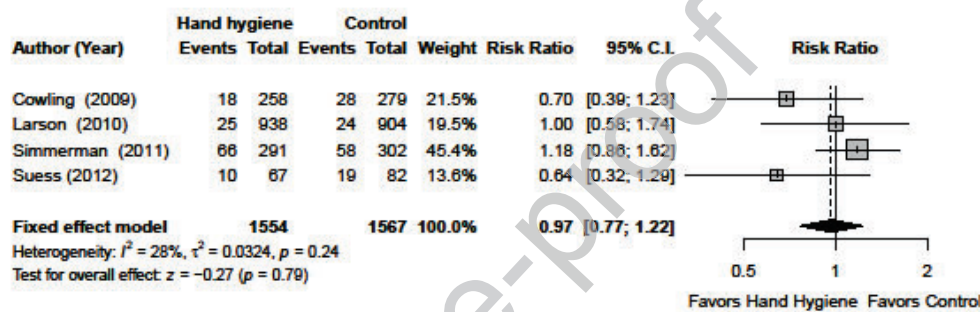 Hand hygiene Control
Author (Year) Events Total Events Total Weight Risk Ratio 95% C.I. Risk Ratio
Cowling (2009) 18 258 28 279 21.5% 0.70 [0.39; 1.23]
Larson (2010) 25 938 24 904 19.5% 1.00 [0.58; 1.74]
Simmerman (2011) 66 291 58 302 45.4% 1.18 [0.86; 1.62]
Suess (2012) 10 67 19 82 13.6% 0.64 [0.32; 1.29]
Fixed effect model 1554 1567 100.0% 0.97 [0.77; 1.22]
Heterogeneity: I² = 28%, τ² = 0.0324, p = 0.24
Test for overall effect: z = −0.27 (p = 0.79)
0.5 1 2
Favors Hand Hygiene Favors Control
e-proof